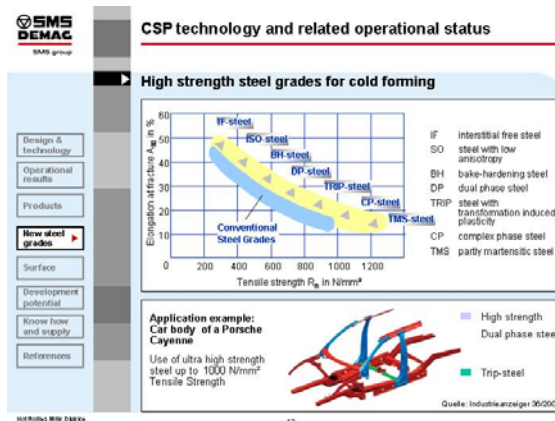 SMS
DEMAG
SMS group
CSP technology and related operational status
High strength steel grades for cold forming
Design &
technology
Operational
results
Products
New steel
grades
Surface
Development
potential
Know how
and supply
References
Elongation at fracture A80 in %
60
50
40
30
20
10
0
200
400
600
800
1000
1200
Tensile strength Rm in N/mm²
IF-steel
ISO-steel
BH-steel
DP-steel
TRIP-steel
CP-steel
TMS-steel
Conventional
Steel Grades
IF interstitial free steel
SO steel with low
anisotropy
BH bake-hardening steel
DP dual phase steel
TRIP steel with
transformation induced
plasticity
CP complex phase steel
TMS partly martensitic steel
Application example:
Car body of a Porsche
Cayenne
Use of ultra high strength
steel up to 1000 N/mm²
Tensile Strength
High strength
Dual phase stee
Trip-steel
Quelle: Industrieanzeiger 36/200